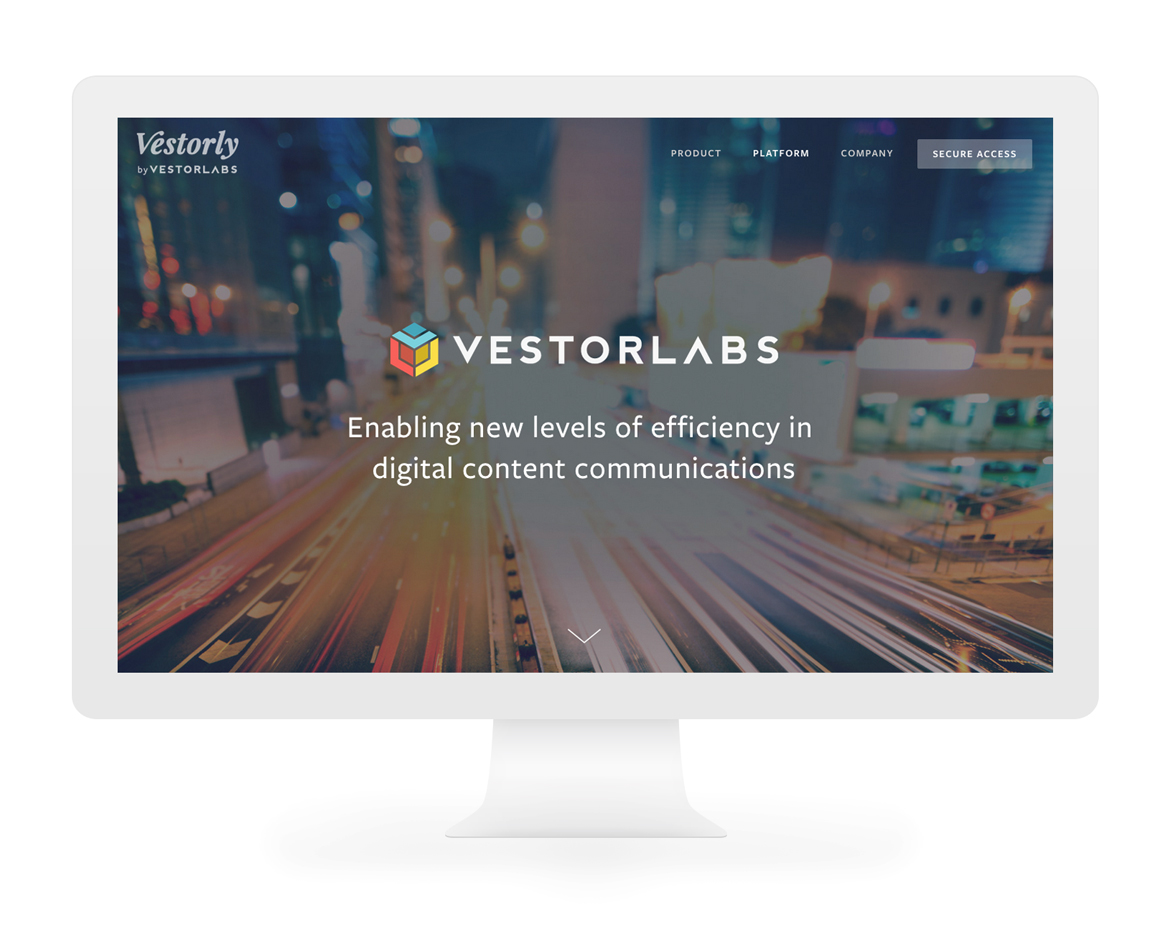 Vestorly
by VESTORLABS
PRODUCT
PLATFORM
COMPANY
SECURE ACCESS
VESTORLABS
Enabling new levels of efficiency in
digital content communications